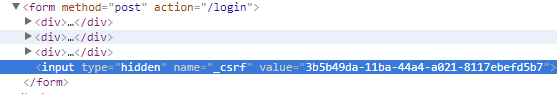 ▼<form method="post" action="/login">
▶<div>…</div>
▶<div>…</div>
▶<div>…</div>
<input type="hidden" name="_csrf" value="3b5b49da-11ba-44a4-a021-8117ebefd5b7">
</form>